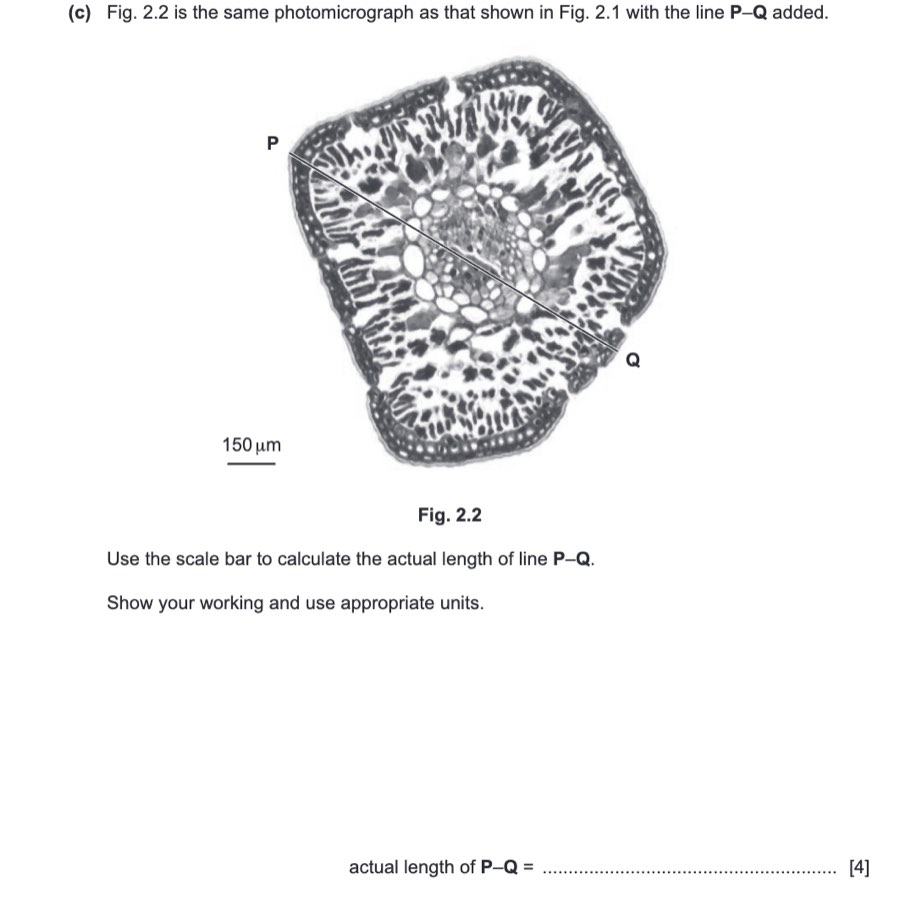 (c) Fig. 2.2 is the same photomicrograph as that shown in Fig. 2.1 with the line P–Q added.
P
Q
150 μm
Fig. 2.2
Use the scale bar to calculate the actual length of line P–Q.
Show your working and use appropriate units.
actual length of P–Q = .......................................................... [4]